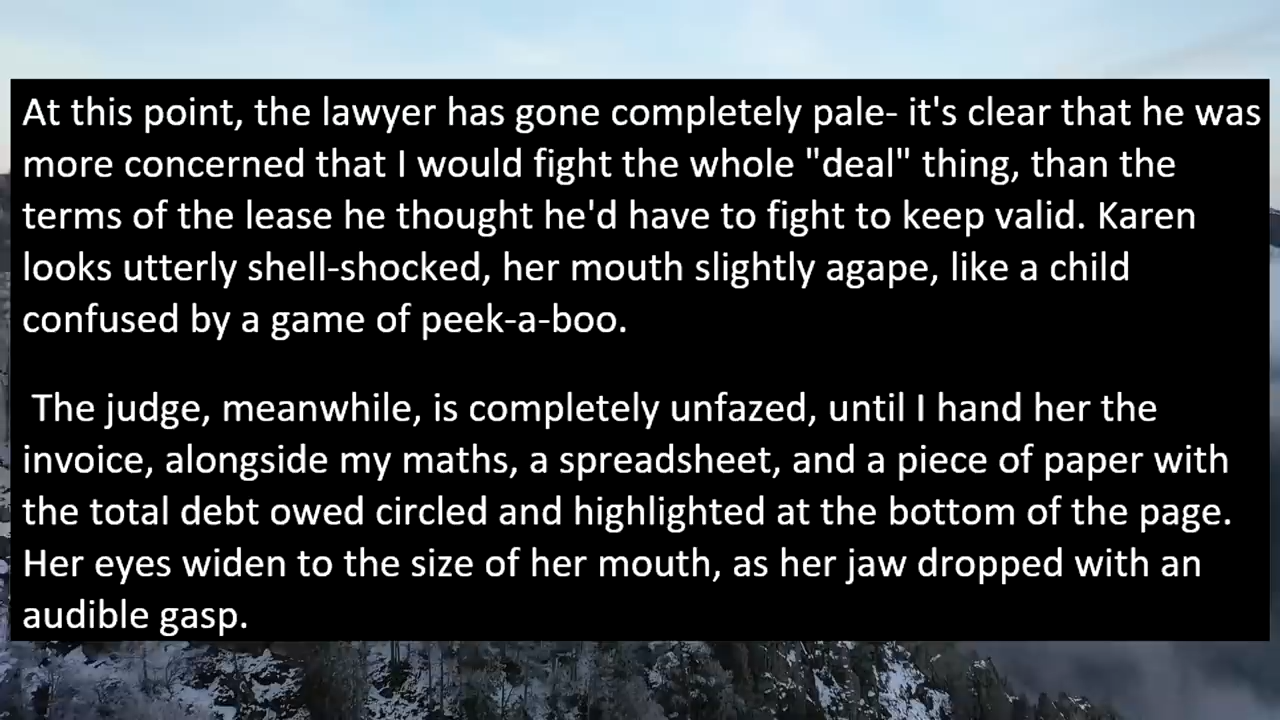 At this point, the lawyer has gone completely pale- it's clear that he was
more concerned that I would fight the whole "deal" thing, than the
terms of the lease he thought he'd have to fight to keep valid. Karen
looks utterly shell-shocked, her mouth slightly agape, like a child
confused by a game of peek-a-boo.
The judge, meanwhile, is completely unfazed, until I hand her the
invoice, alongside my maths, a spreadsheet, and a piece of paper with
the total debt owed circled and highlighted at the bottom of the page.
Her eyes widen to the size of her mouth, as her jaw dropped with an
audible gasp.